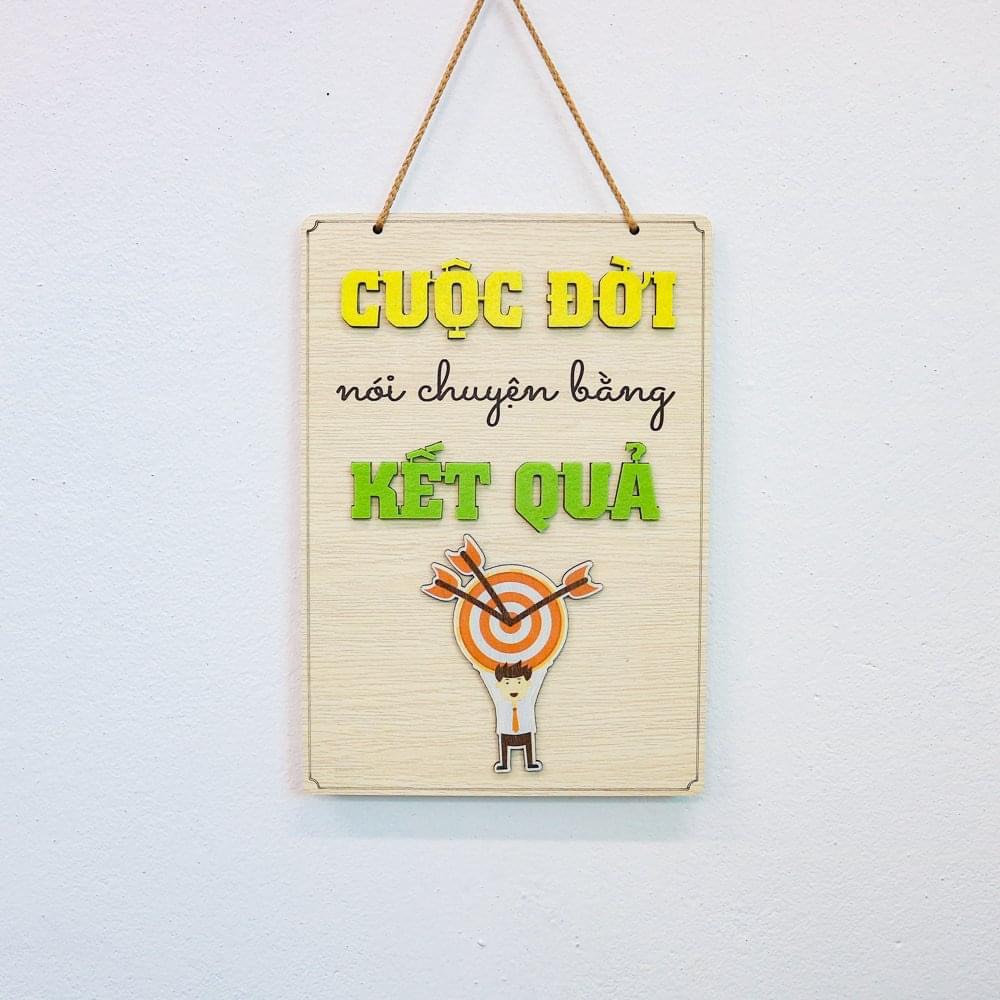 CUỘC ĐỜI
nói chuyện bằng
KẾT QUẢ